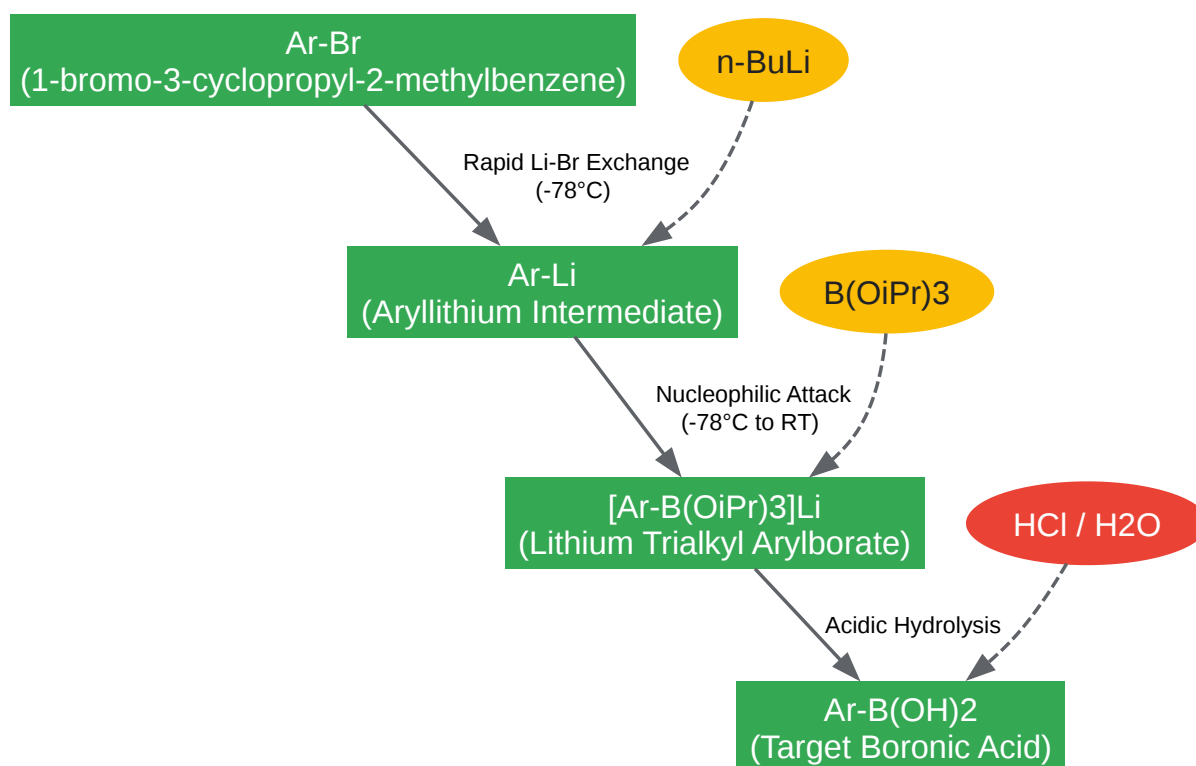 Ar-Br
(1-bromo-3-cyclopropyl-2-methylbenzene)
n-BuLi
Rapid Li-Br Exchange
(-78°C)
Ar-Li
(Aryllithium Intermediate)
B(OiPr)3
Nucleophilic Attack
(-78°C to RT)
[Ar-B(OiPr)3]Li
(Lithium Trialkyl Arylborate)
HCl / H2O
Acidic Hydrolysis
Ar-B(OH)2
(Target Boronic Acid)